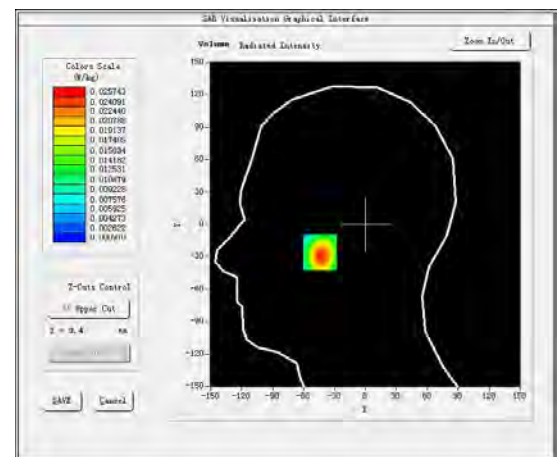 SAR Visualisation Graphical Interface
Volume Radiated Intensity
Zoom In/Out
Colors Scale
(W/kg)
0.025743
0.024091
0.022440
0.020788
0.019137
0.017485
0.015834
0.014182
0.012531
0.010879
0.009228
0.007576
0.005925
0.004273
0.002622
150
120
90
60
30
0
-30
-60
-90
-120
-150
Y
-150 -120 -90 -60 -30 0 30 60 90 120 150
X
Z-Cuts Control
Upper Cut
Z = 9.4 mm
SAVE
Cancel